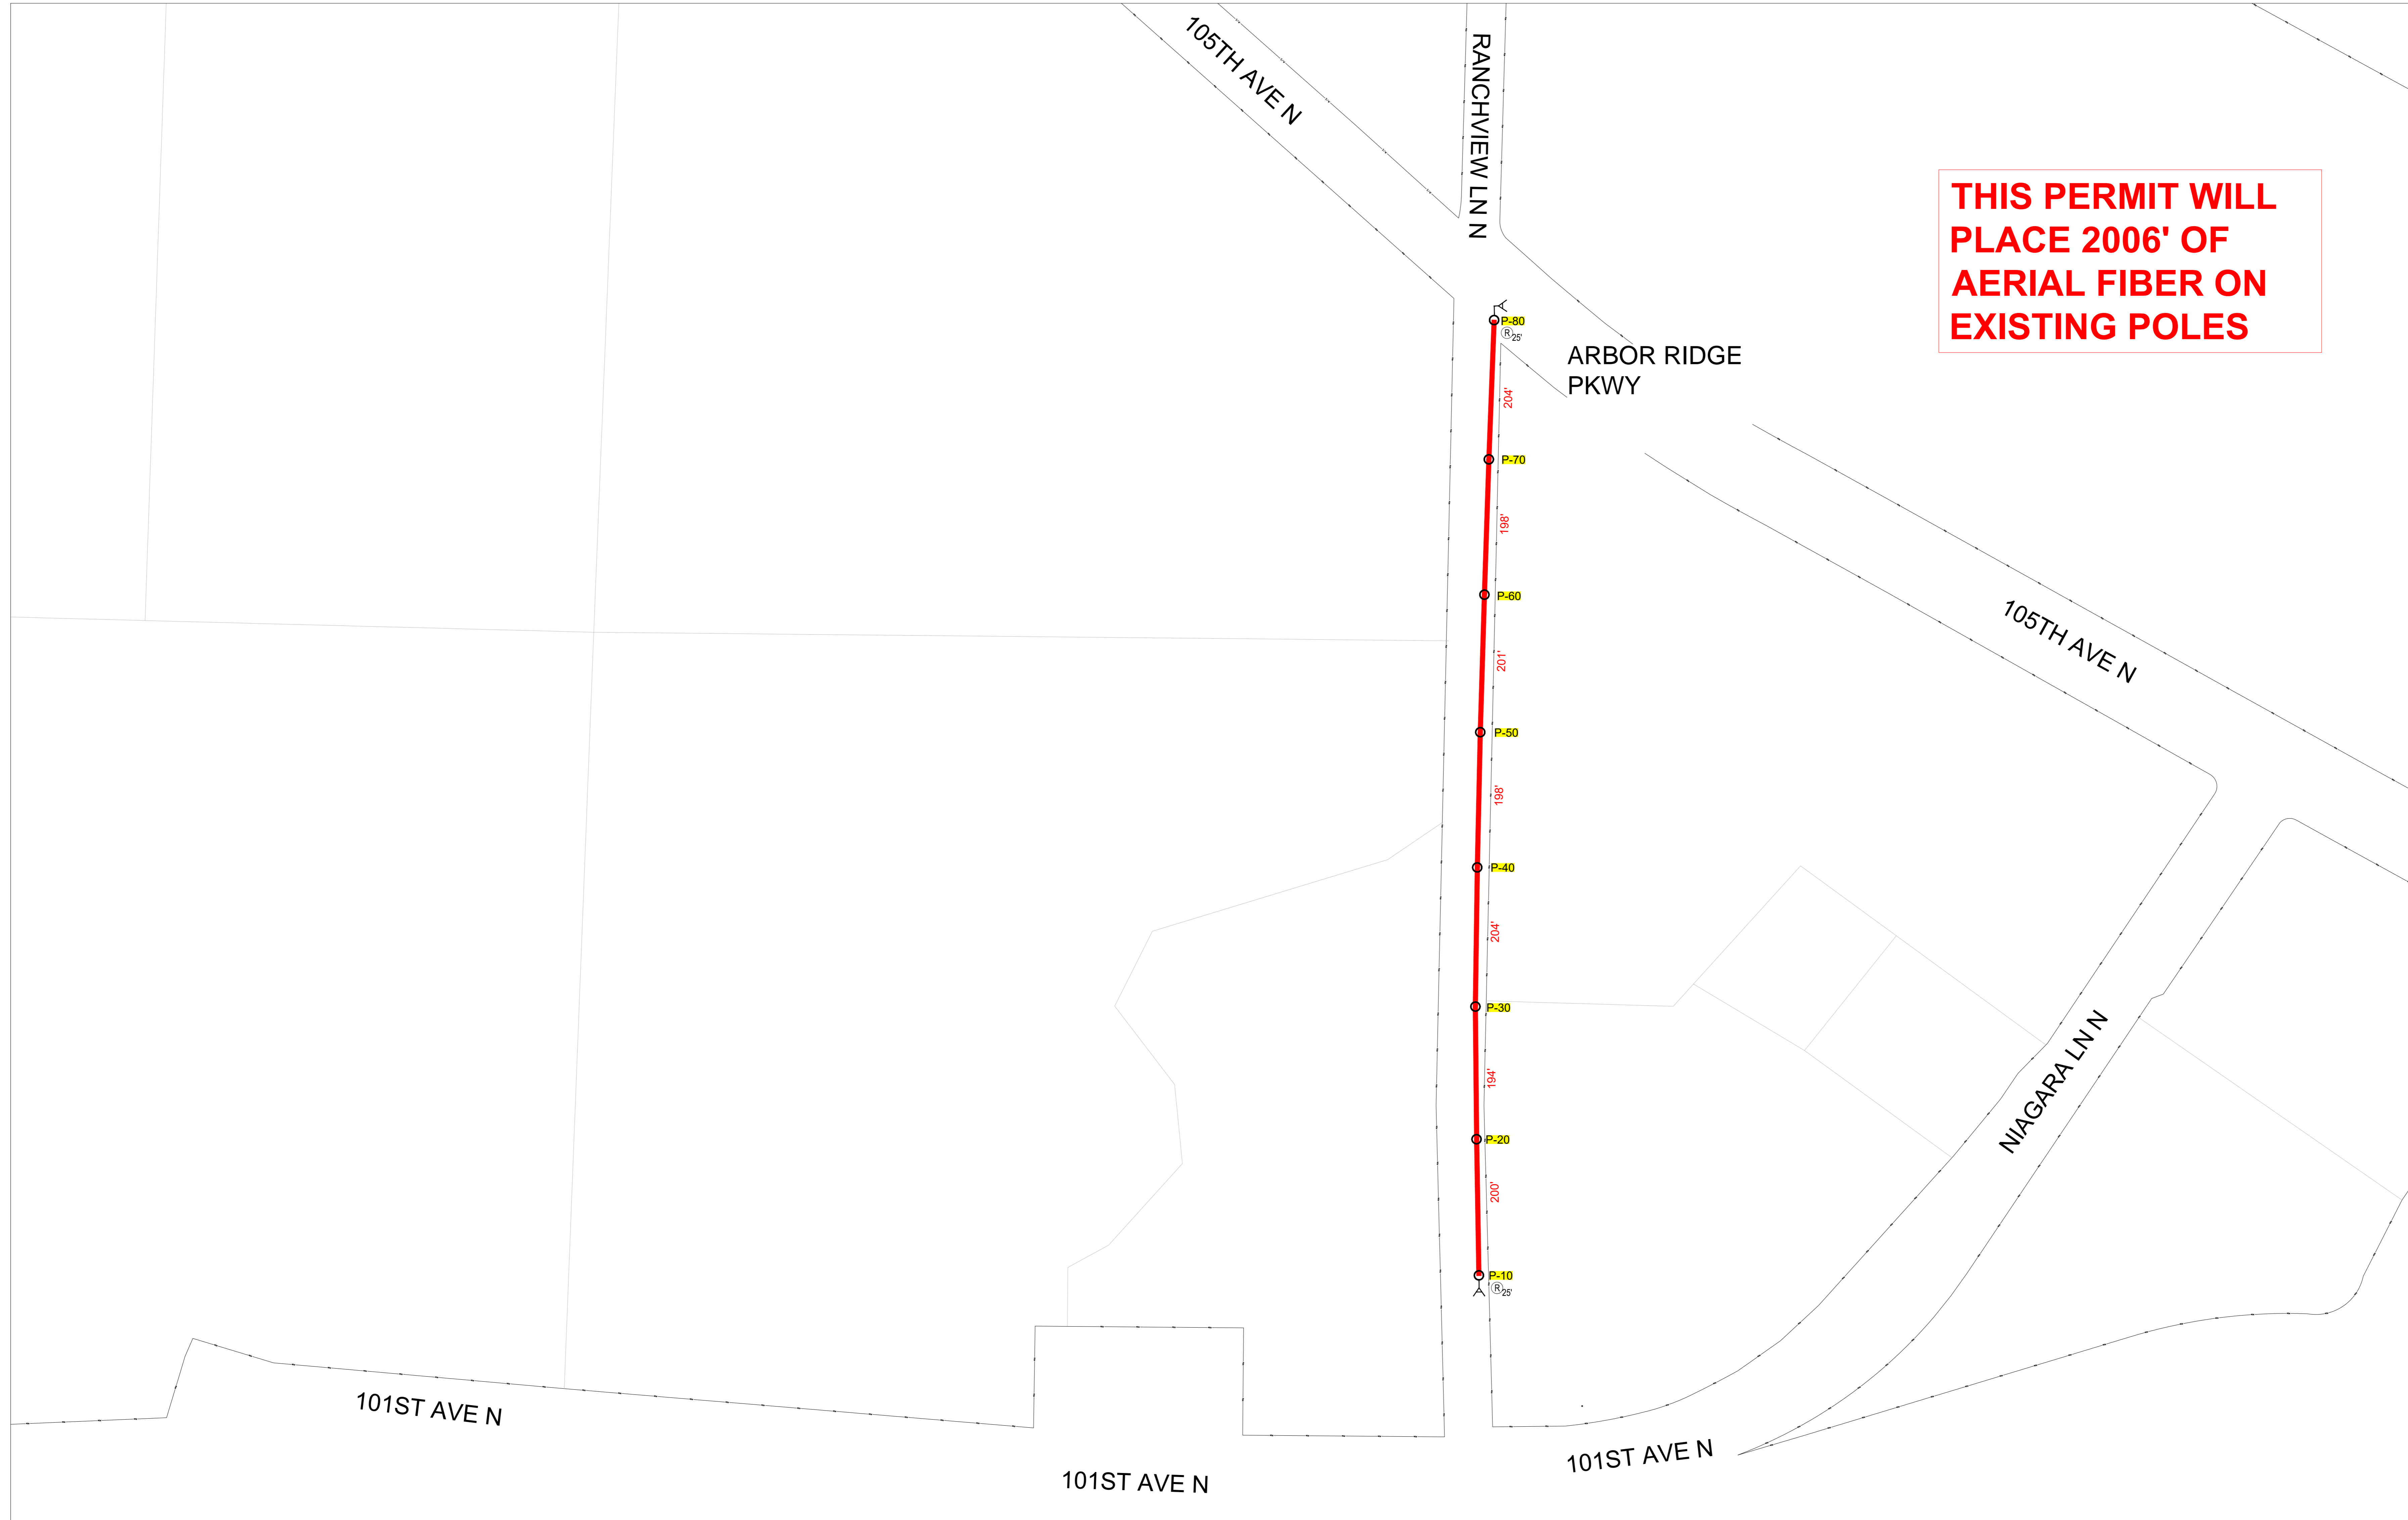 105TH AVE N
RANCHVIEW LN N
THIS PERMIT WILL
PLACE 2006' OF
AERIAL FIBER ON
EXISTING POLES
P-80
R 25'
ARBOR RIDGE
PKWY
204'
P-70
198'
P-60
201'
105TH AVE N
P-50
198'
P-40
204'
P-30
194'
NIAGARA LN N
P-20
200'
P-10
R 25'
101ST AVE N
101ST AVE N
101ST AVE N